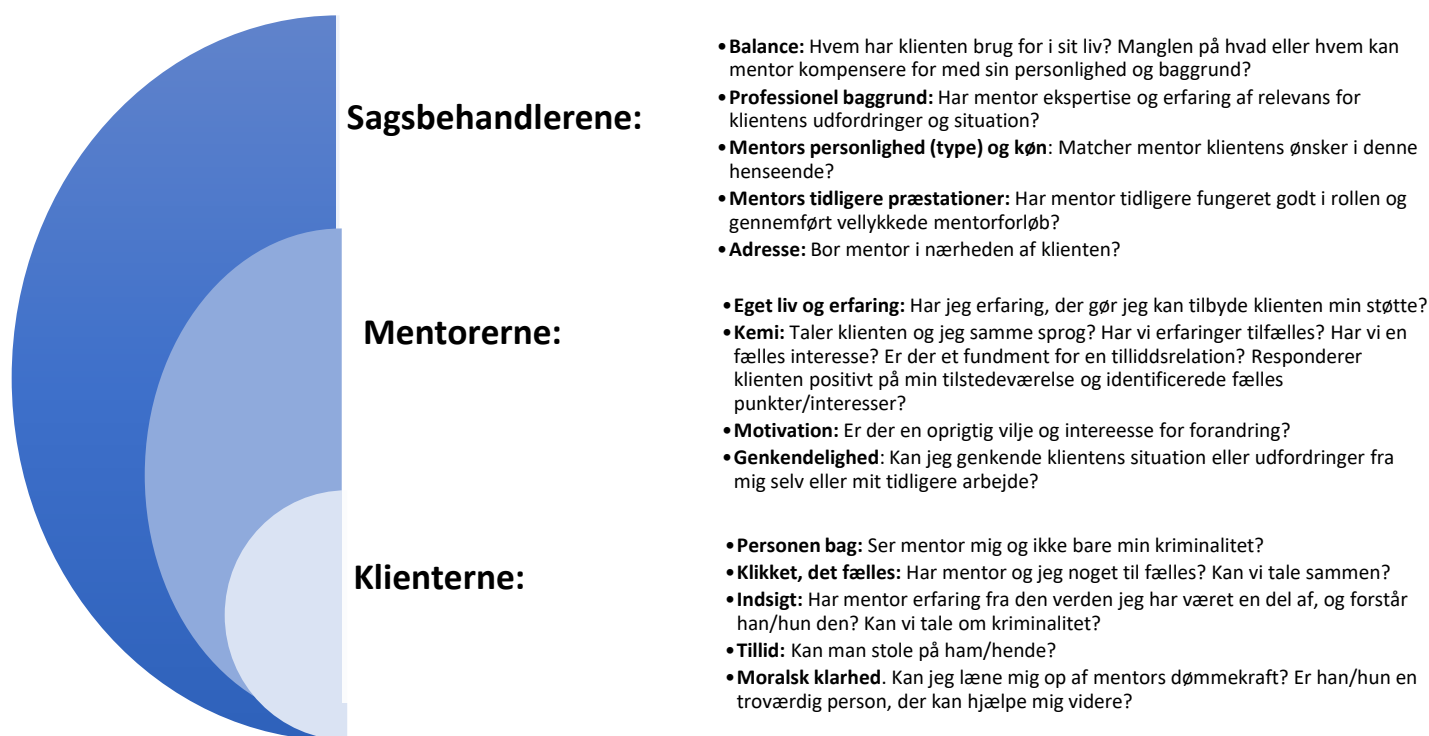 Sagsbehandlerene:
•Balance: Hvem har klienten brug for i sit liv? Manglen på hvad eller hvem kan
mentor kompensere for med sin personlighed og baggrund?
•Professionel baggrund: Har mentor ekspertise og erfaring af relevans for
klientens udfordringer og situation?
•Mentors personlighed (type) og køn: Matcher mentor klientens ønsker i denne
henseende?
•Mentors tidligere præstationer: Har mentor tidligere fungeret godt i rollen og
gennemført vellykkede mentorforløb?
•Adresse: Bor mentor i nærheden af klienten?
Mentorerne:
•Eget liv og erfaring: Har jeg erfaring, der gør jeg kan tilbyde klienten min støtte?
•Kemi: Taler klienten og jeg samme sprog? Har vi erfaringer tilfælles? Har vi en
fælles interesse? Er der et fundment for en tilliddsrelation? Responderer
klienten positivt på min tilstedeværelse og identificerede fælles
punkter/interesser?
•Motivation: Er der en oprigtig vilje og intereesse for forandring?
•Genkendelighed: Kan jeg genkende klientens situation eller udfordringer fra
mig selv eller mit tidligere arbejde?
Klienterne:
•Personen bag: Ser mentor mig og ikke bare min kriminalitet?
•Klikket, det fælles: Har mentor og jeg noget til fælles? Kan vi tale sammen?
•Indsigt: Har mentor erfaring fra den verden jeg har været en del af, og forstår
han/hun den? Kan vi tale om kriminalitet?
•Tillid: Kan man stole på ham/hende?
•Moralsk klarhed. Kan jeg læne mig op af mentors dømmekraft? Er han/hun en
troværdig person, der kan hjælpe mig videre?